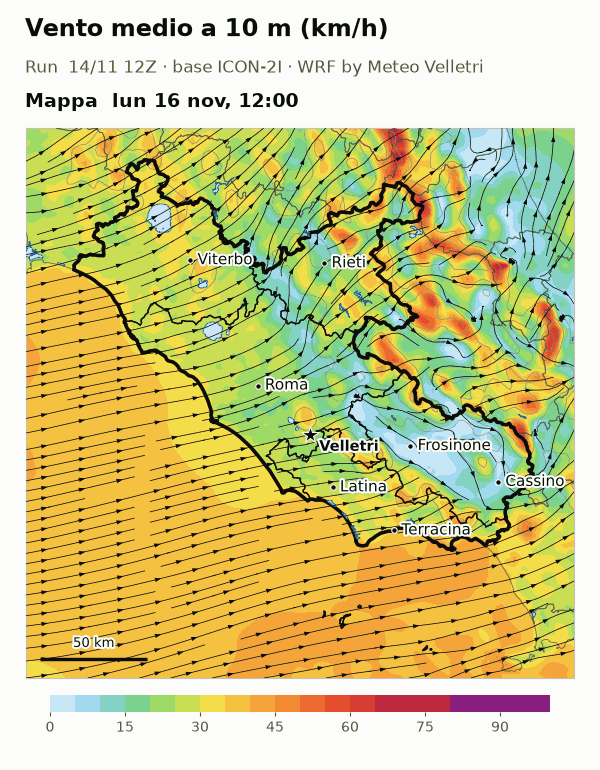 Vento medio a 10 m (km/h)
Run 14/11 12Z · base ICON-2I · WRF by Meteo Velletri
Mappa lun 16 nov, 12:00
Viterbo
Rieti
Roma
Velletri
Frosinone
Latina
Cassino
Terracina
50 km
0 15 30 45 60 75 90